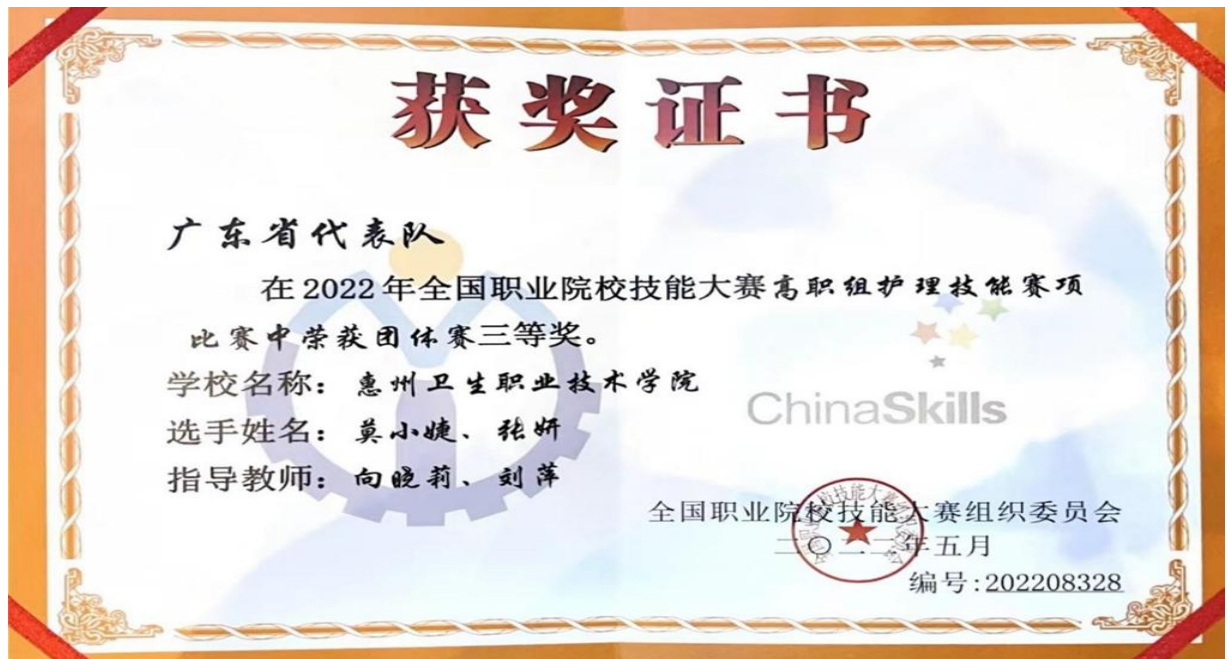 获奖证书
广东省代表队
在2022年全国职业院校技能大赛高职组护理技能赛项
比赛中荣获团体赛三等奖。
学校名称：惠州卫生职业技术学院
选手姓名：莫小婕、张妍
指导教师：向晓莉、刘萍
ChinaSkills
全国职业院校技能大赛组织委员会
二〇二二年五月
编号:202208328